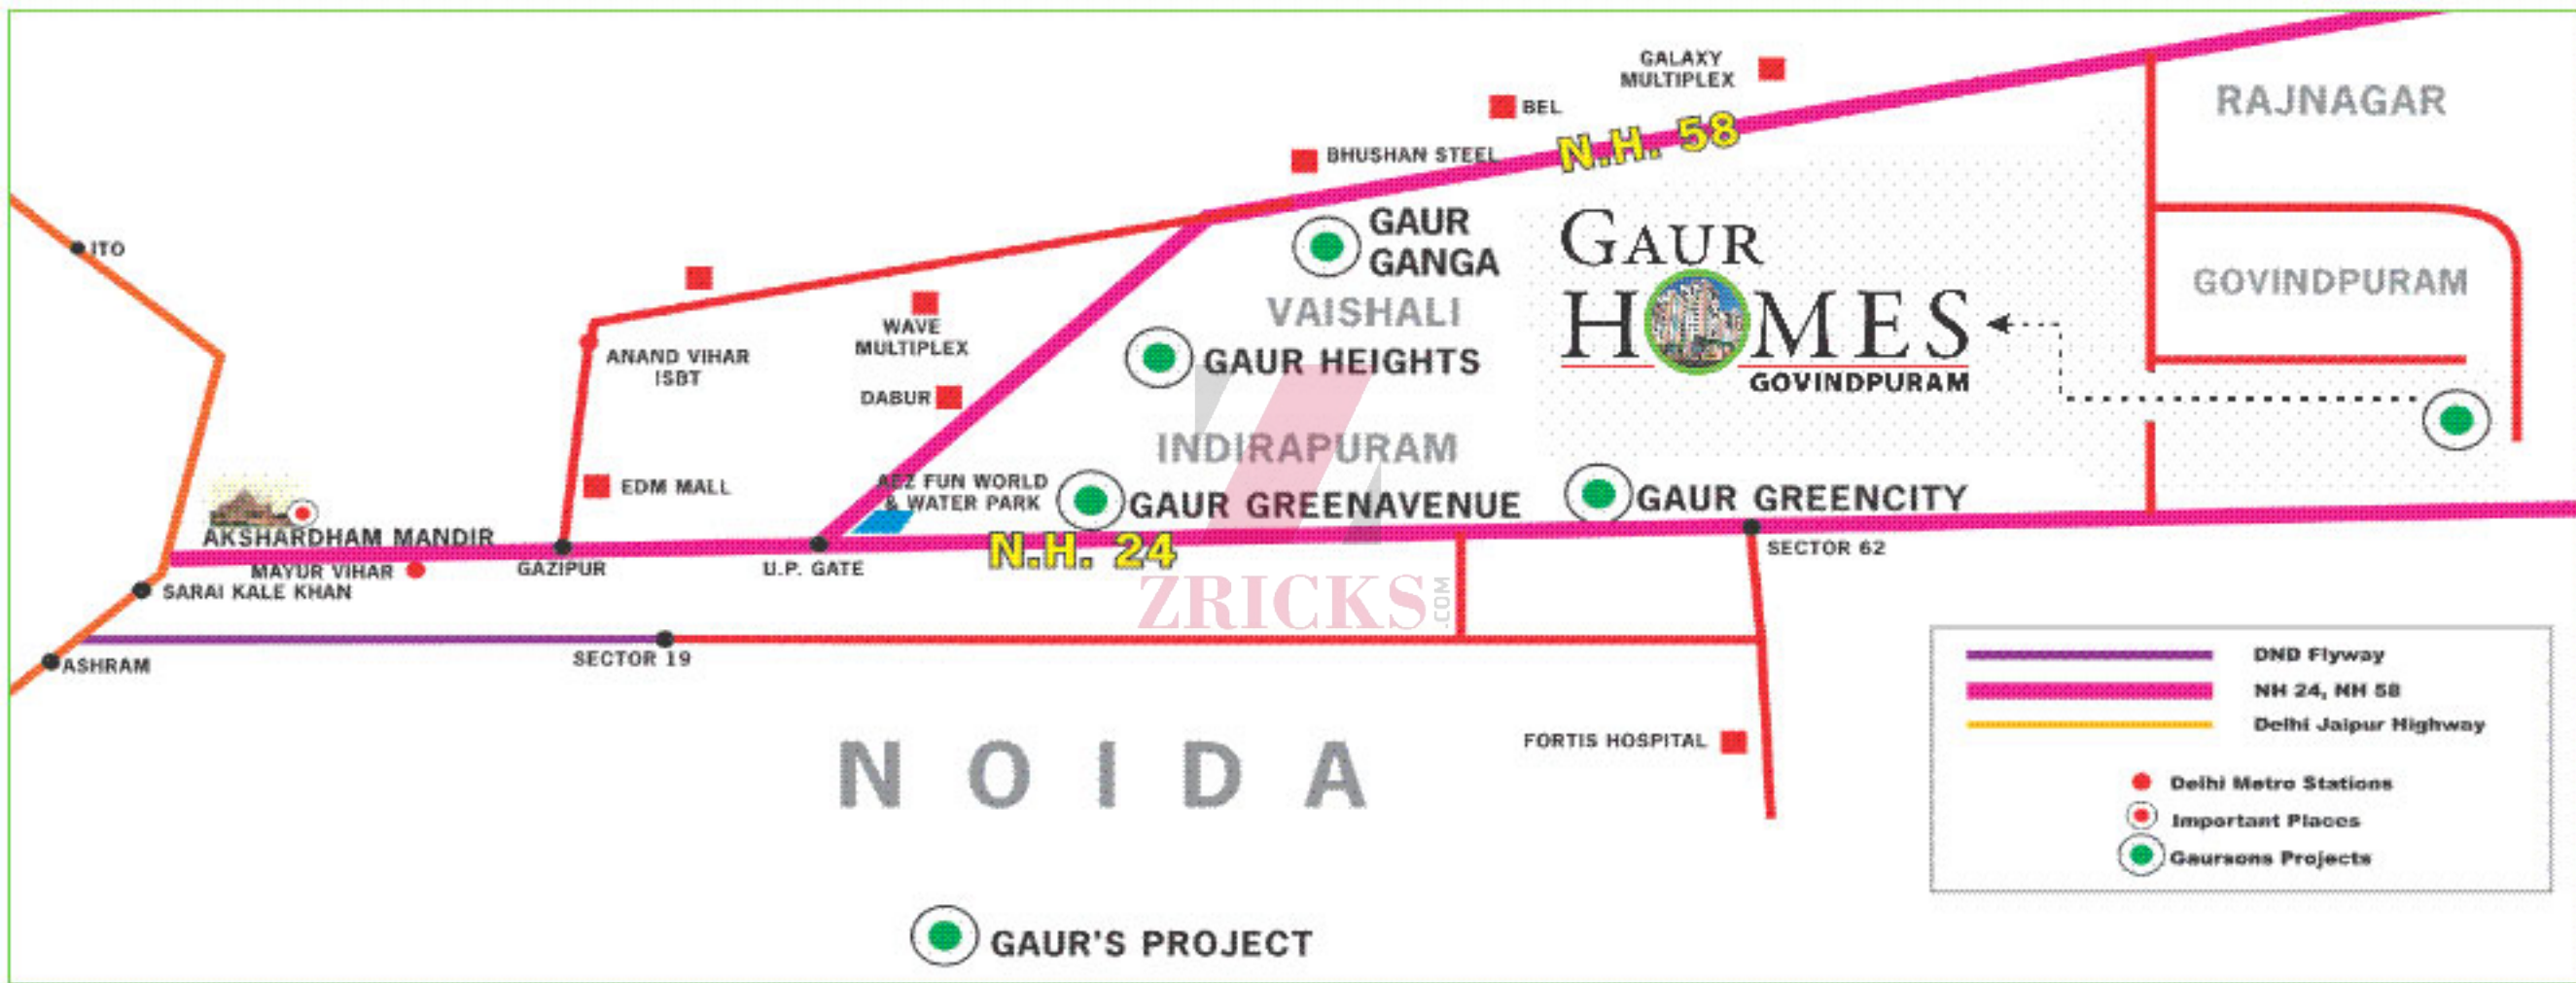 GALAXY
MULTIPLEX
BEL
RAJNAGAR
N.H. 58
BHUSHAN STEEL
ITO
GAUR
GANGA
GAUR
HOMES
GOVINDPURAM
GOVINDPURAM
VAISHALI
WAVE
MULTIPLEX
ANAND VIHAR
ISBT
GAUR HEIGHTS
DABUR
INDIRAPURAM
EDM MALL
AEZ FUN WORLD
& WATER PARK
GAUR GREENAVENUE
GAUR GREENCITY
AKSHARDHAM MANDIR
N.H. 24
SECTOR 62
MAYUR VIHAR
GAZIPUR
U.P. GATE
SARAI KALE KHAN
ZRICKS.COM
ASHRAM
SECTOR 19
DND Flyway
NH 24, NH 58
Delhi Jaipur Highway
FORTIS HOSPITAL
NOIDA
Delhi Metro Stations
Important Places
Gaursons Projects
GAUR'S PROJECT